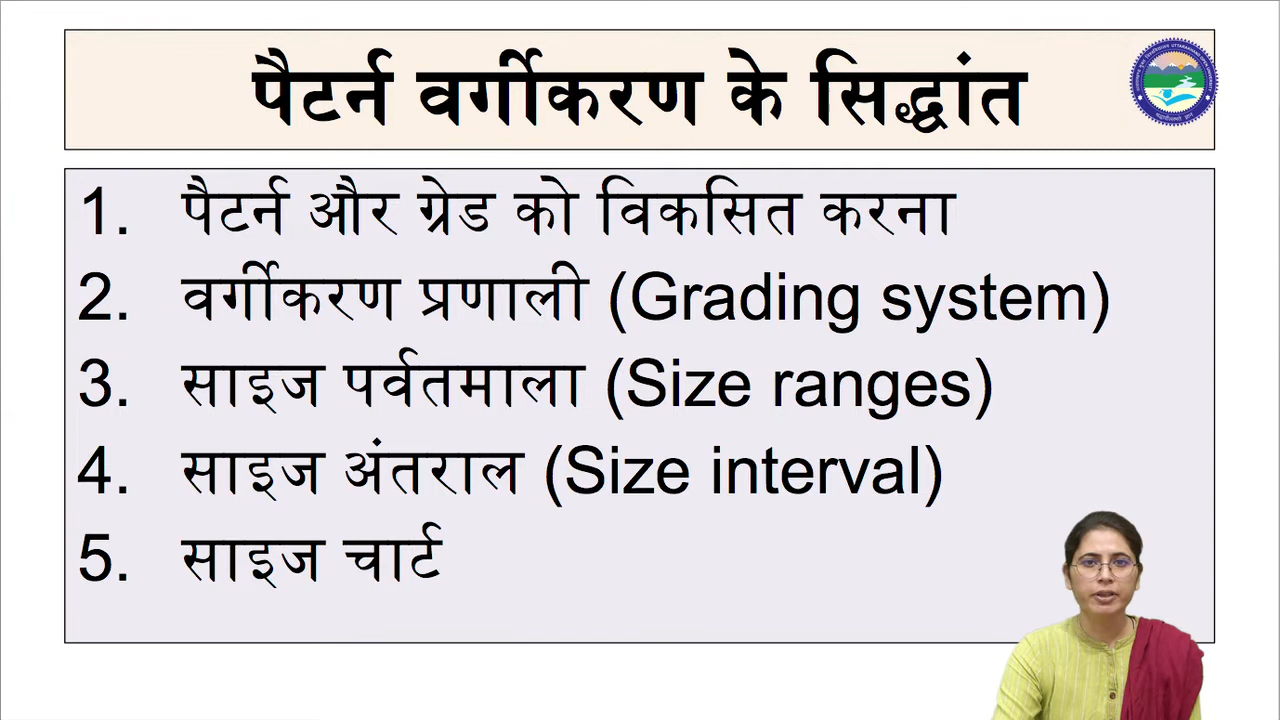 पैटर्न वर्गीकरण के सिद्धांत
1. पैटर्न और ग्रेड को विकसित करना
2. वर्गीकरण प्रणाली (Grading system)
3. साइज पर्वतमाला (Size ranges)
4. साइज अंतराल (Size interval)
5. साइज चार्ट